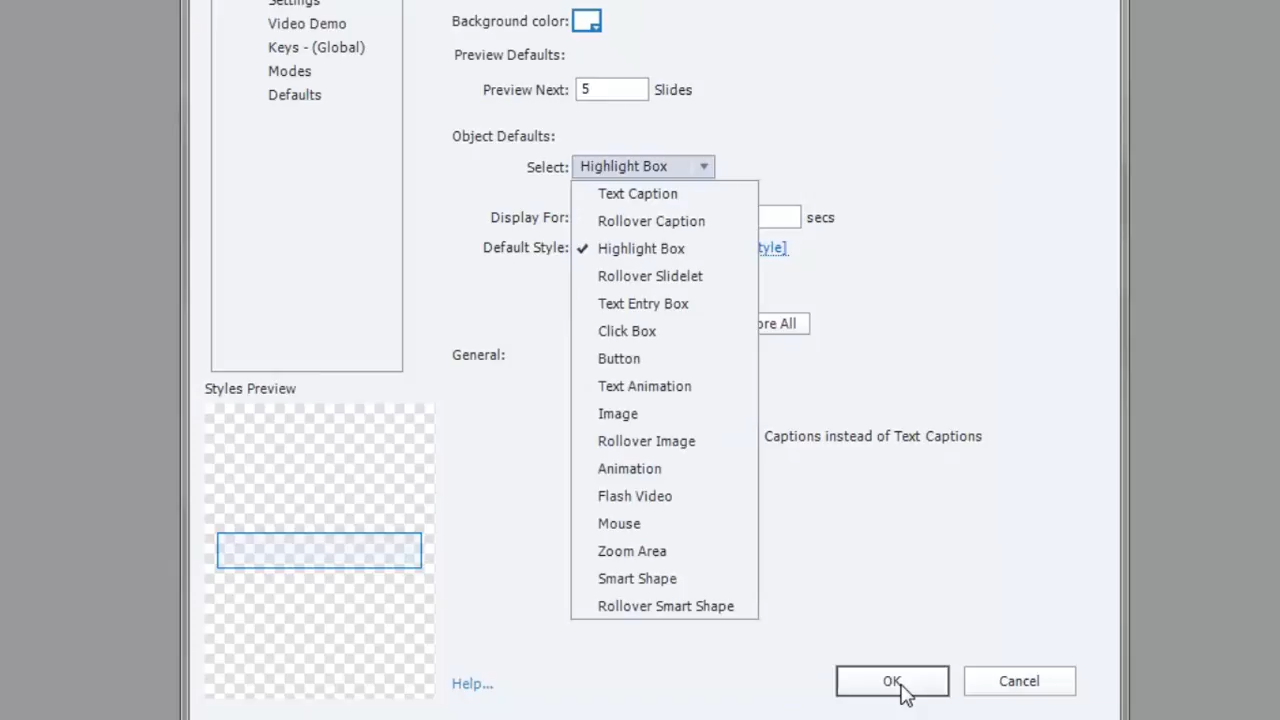 Settings
Video Demo
Keys - (Global)
Modes
Defaults
Background color:
Preview Defaults:
Preview Next: 5 Slides
Object Defaults:
Select: Highlight Box
Text Caption
Display For: secs
Rollover Caption
Default Style: tyle]
Highlight Box
Rollover Slidelet
Text Entry Box
ore All
Click Box
General:
Button
Text Animation
Image
Captions instead of Text Captions
Rollover Image
Animation
Flash Video
Mouse
Zoom Area
Smart Shape
Rollover Smart Shape
Styles Preview
Help...
OK
Cancel